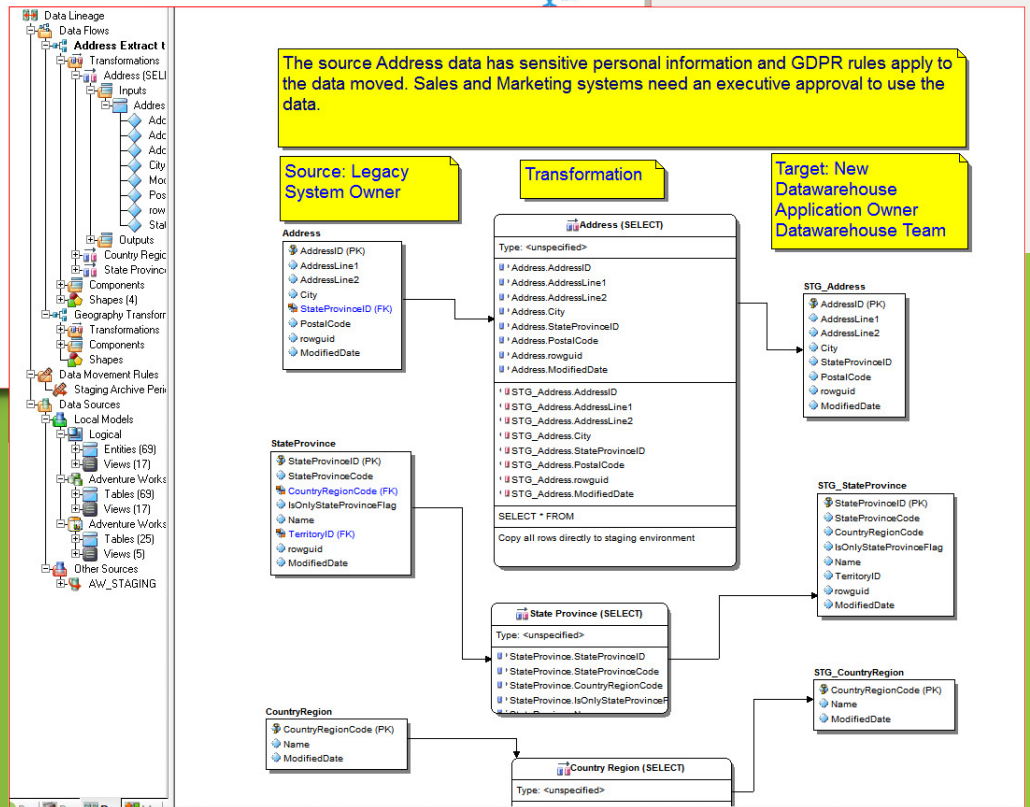 Data Lineage
Data Flows
Address Extract t
Transformations
Address (SELI
Inputs
Addres
Adc
Adc
Adc
City
Moc
Pos
row
Stat
Outputs
Country Regic
State Province
Components
Shapes (4)
Geography Transfor
Transformations
Components
Shapes
Data Movement Rules
Staging Archive Peri
Data Sources
Local Models
Logical
Entities (69)
Views (17)
Adventure Works
Tables (69)
Views (17)
Adventure Works
Tables (25)
Views (5)
Other Sources
AW_STAGING
The source Address data has sensitive personal information and GDPR rules apply to
the data moved. Sales and Marketing systems need an executive approval to use the
data.
Source: Legacy
System Owner
Transformation
Target: New
Datawarehouse
Application Owner
Datawarehouse Team
Address
AddressID (PK)
AddressLine1
AddressLine2
City
StateProvinceID (FK)
PostalCode
rowguid
ModifiedDate
Address (SELECT)
Type: <unspecified>
Address.AddressID
Address.AddressLine1
Address.AddressLine2
Address.City
Address.StateProvinceID
Address.PostalCode
Address.rowguid
Address.ModifiedDate
STG_Address.AddressID
STG_Address.AddressLine1
STG_Address.AddressLine2
STG_Address.City
STG_Address.StateProvinceID
STG_Address.PostalCode
STG_Address.rowguid
STG_Address.ModifiedDate
SELECT * FROM
Copy all rows directly to staging environment
STG_Address
AddressID (PK)
AddressLine1
AddressLine2
City
StateProvinceID
PostalCode
rowguid
ModifiedDate
StateProvince
StateProvinceID (PK)
StateProvinceCode
CountryRegionCode (FK)
IsOnlyStateProvinceFlag
Name
TerritoryID (FK)
rowguid
ModifiedDate
State Province (SELECT)
Type: <unspecified>
StateProvince.StateProvinceID
StateProvince.StateProvinceCode
StateProvince.CountryRegionCode
StateProvince.IsOnlyStateProvinceF
STG_StateProvince
StateProvinceID (PK)
StateProvinceCode
CountryRegionCode
IsOnlyStateProvinceFlag
Name
TerritoryID
rowguid
ModifiedDate
CountryRegion
CountryRegionCode (PK)
Name
ModifiedDate
Country Region (SELECT)
Type: <unspecified>
STG_CountryRegion
CountryRegionCode (PK)
Name
ModifiedDate